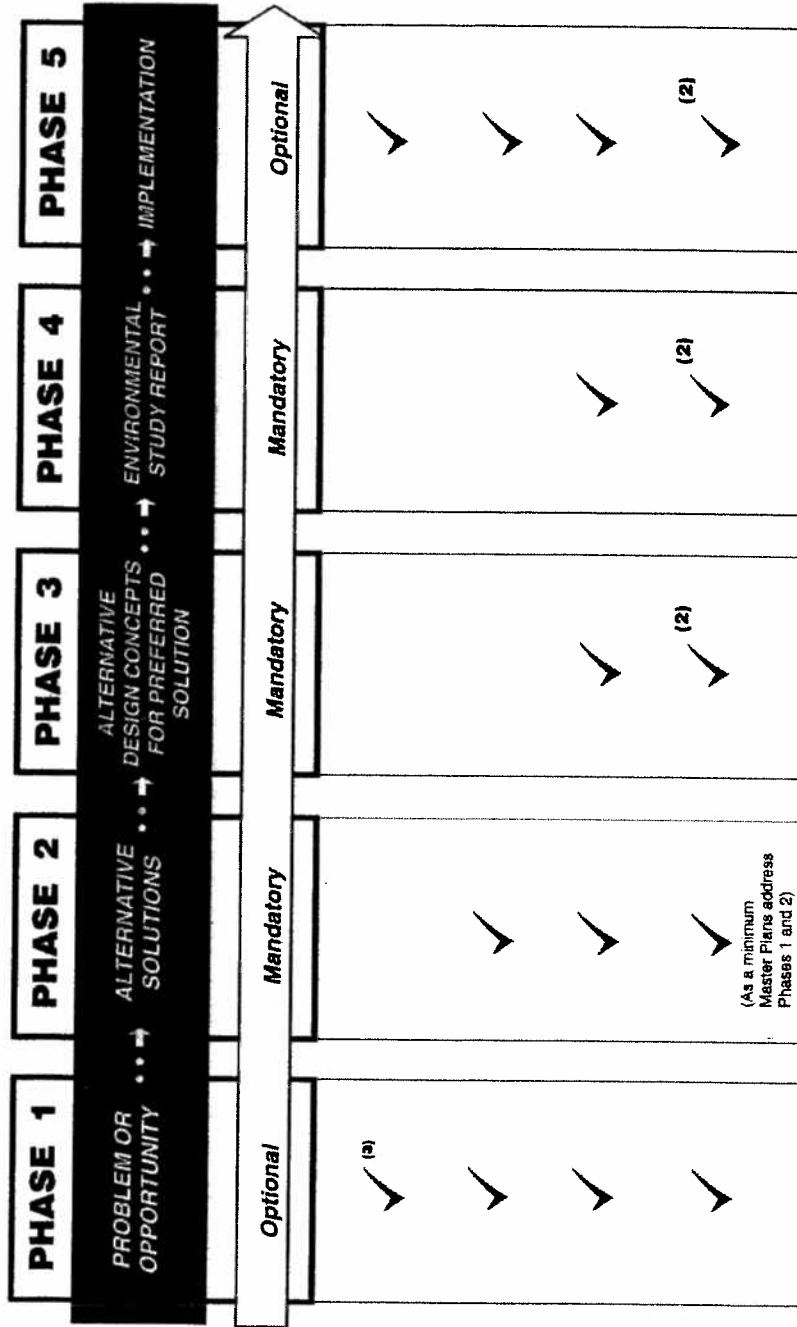 PHASE 1
PROBLEM OR
OPPORTUNITY
Optional
(3)
PHASE 2
ALTERNATIVE
SOLUTIONS
Mandatory
(As a minimum
Master Plans address
Phases 1 and 2)
PHASE 3
ALTERNATIVE
DESIGN CONCEPTS
FOR PREFERRED
SOLUTION
Mandatory
(2)
PHASE 4
ENVIRONMENTAL
STUDY REPORT
Mandatory
(2)
PHASE 5
IMPLEMENTATION
Optional
(2)